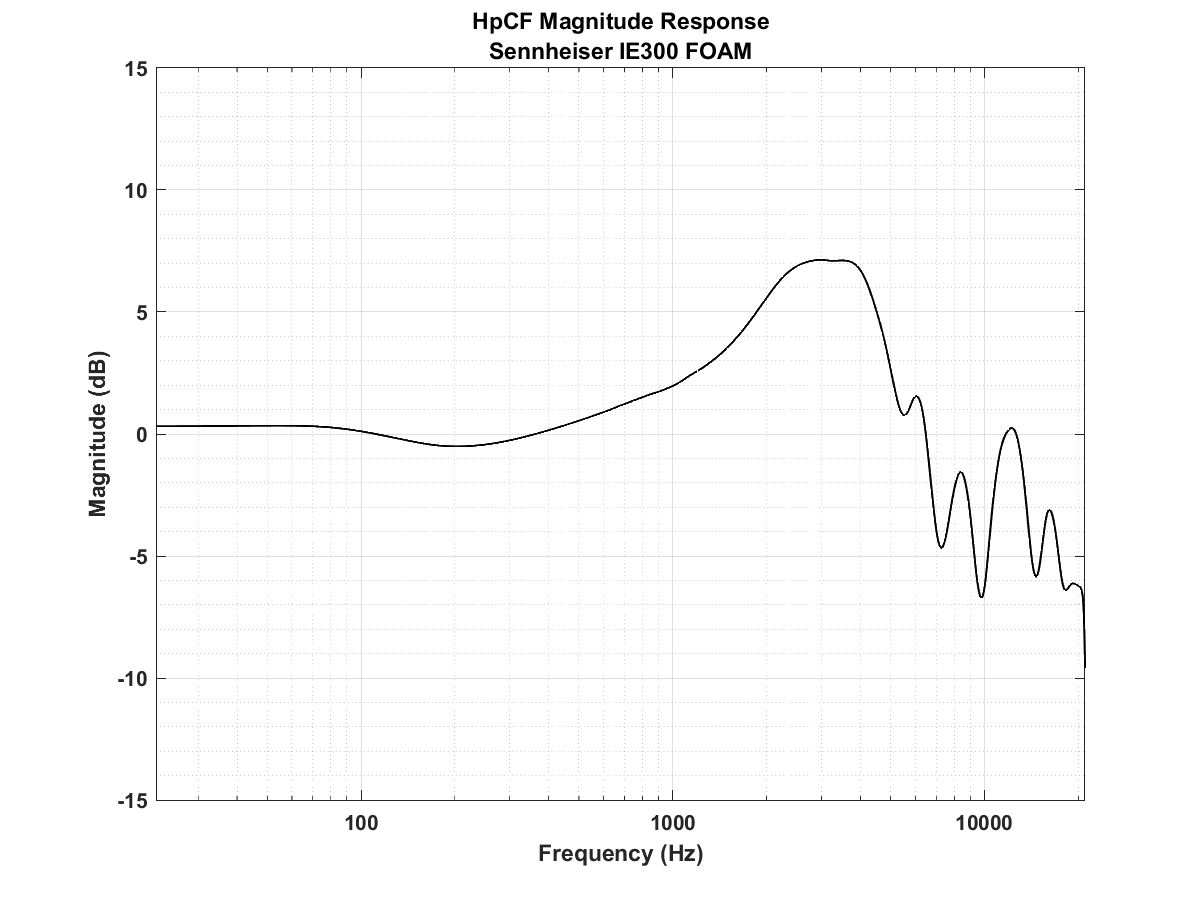 HpCF Magnitude Response
Sennheiser IE300 FOAM
15
10
5
0
-5
-10
-15
Magnitude (dB)
100
1000
10000
Frequency (Hz)